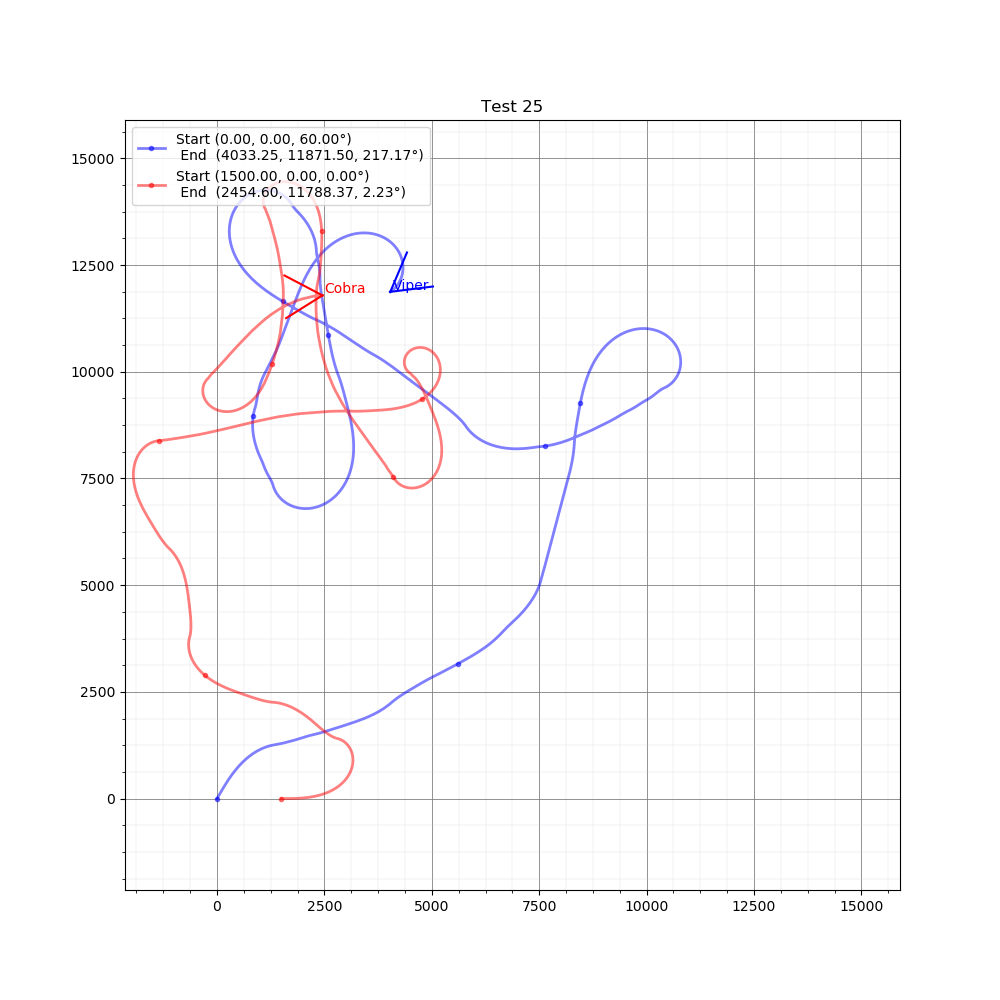 Test 25
Start (0.00, 0.00, 60.00°)
End  (4033.25, 11871.50, 217.17°)
Start (1500.00, 0.00, 0.00°)
End  (2454.60, 11788.37, 2.23°)
15000
12500
10000
7500
5000
2500
0
Cobra
Viper
0 2500 5000 7500 10000 12500 15000